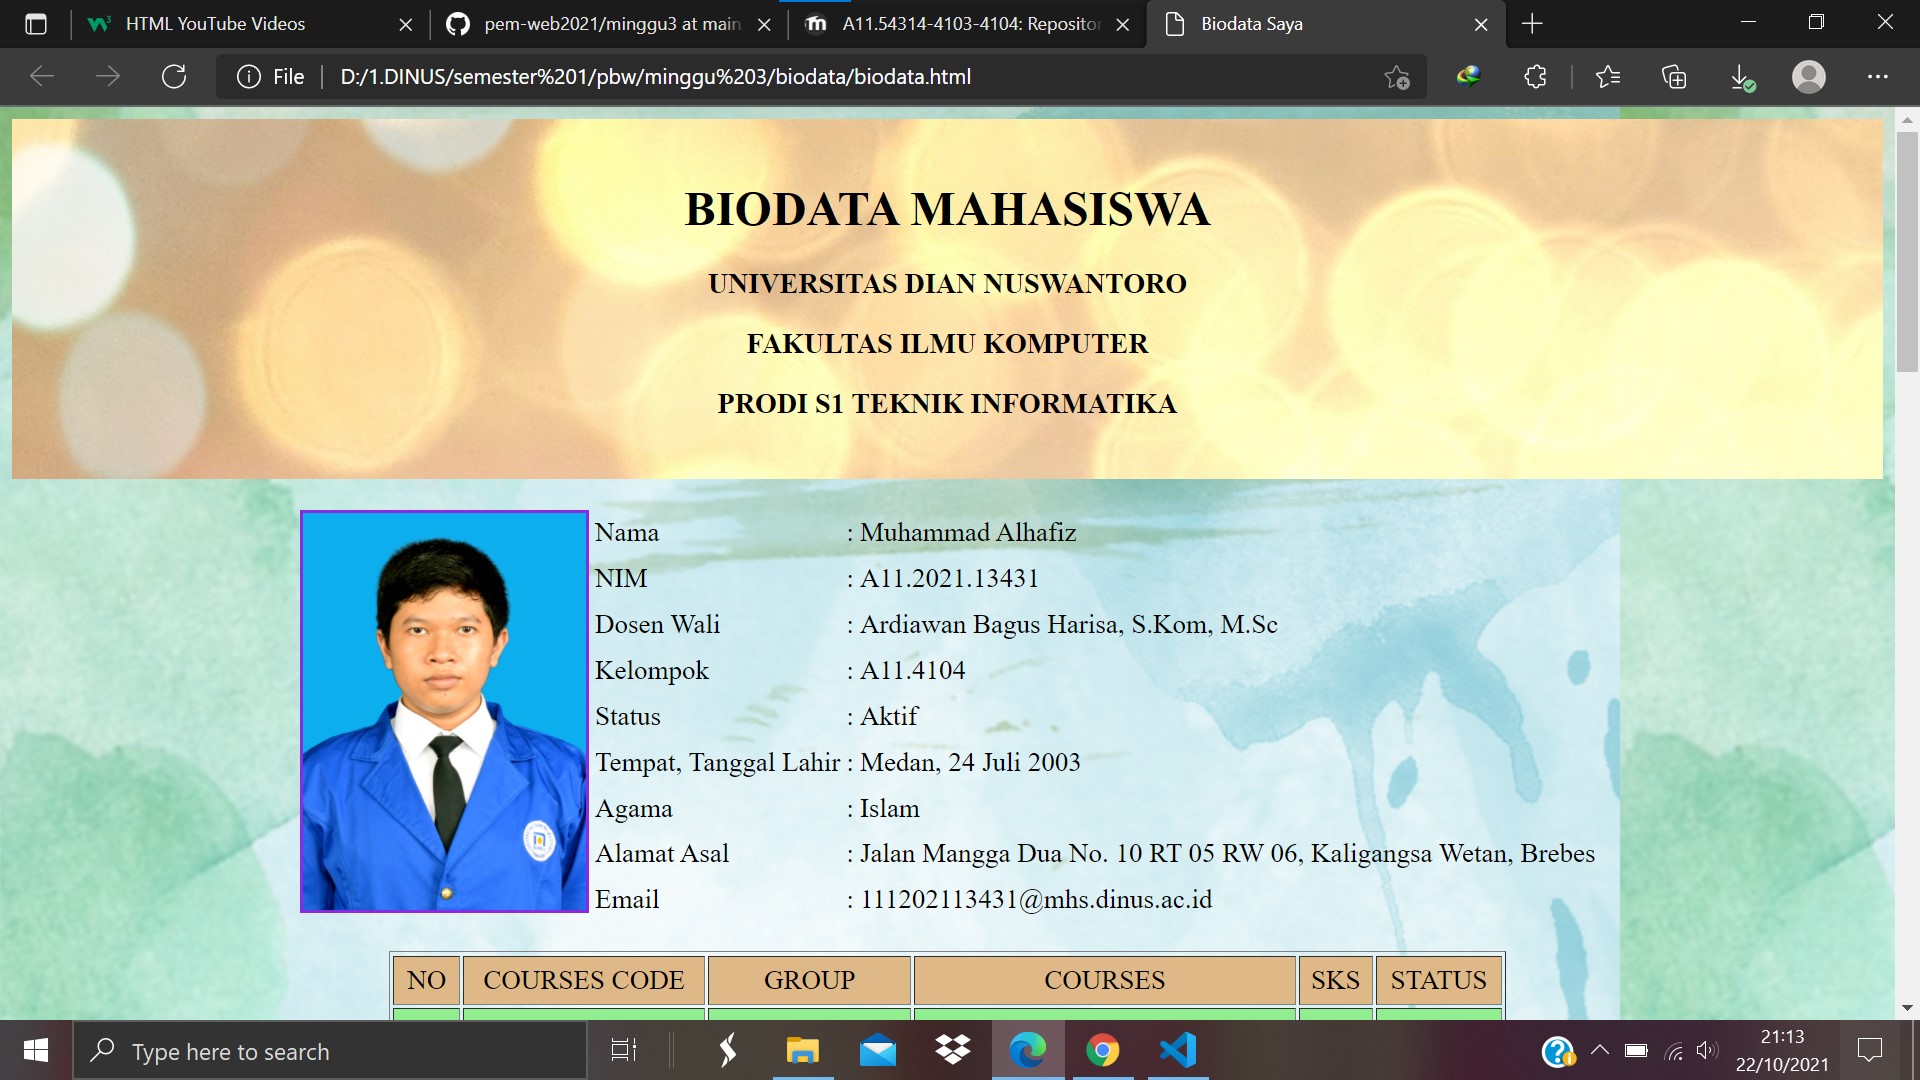 HTML YouTube Videos
pem-web2021/minggu3 at main
A11.54314-4103-4104: Repositor
Biodata Saya
File
D:/1.DINUS/semester%201/pbw/minggu%203/biodata/biodata.html
BIODATA MAHASISWA
UNIVERSITAS DIAN NUSWANTORO
FAKULTAS ILMU KOMPUTER
PRODI S1 TEKNIK INFORMATIKA
Nama : Muhammad Alhafiz
NIM : A11.2021.13431
Dosen Wali : Ardiawan Bagus Harisa, S.Kom, M.Sc
Kelompok : A11.4104
Status : Aktif
Tempat, Tanggal Lahir : Medan, 24 Juli 2003
Agama : Islam
Alamat Asal : Jalan Mangga Dua No. 10 RT 05 RW 06, Kaligangsa Wetan, Brebes
Email : 111202113431@mhs.dinus.ac.id
NO COURSES CODE GROUP COURSES SKS STATUS
Type here to search
21:13
22/10/2021